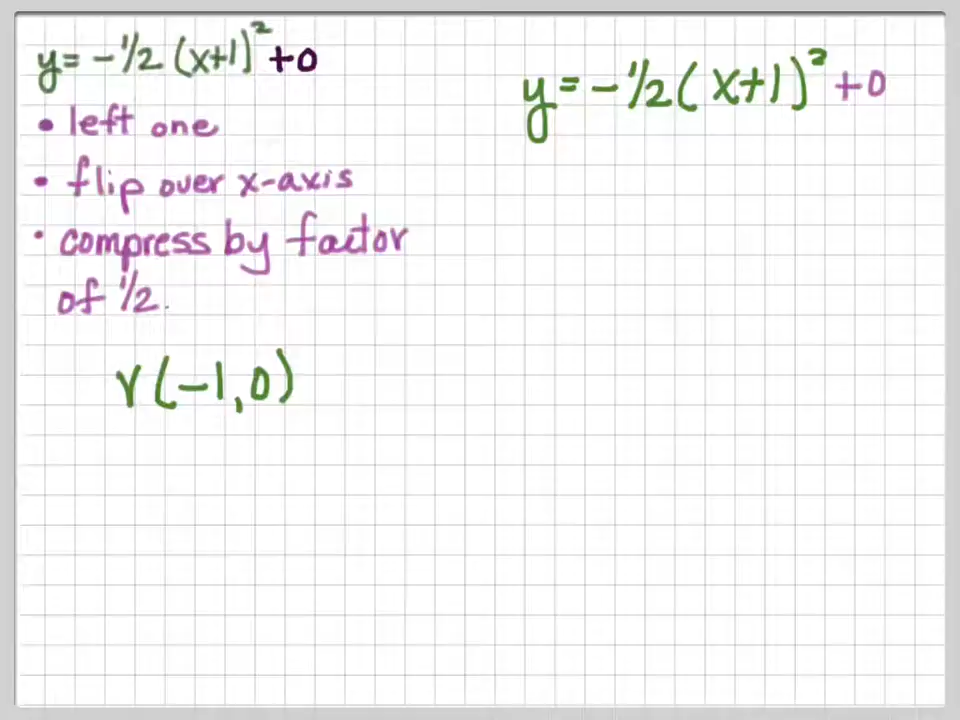 y = -1/2 (x+1)² +0
• left one
• flip over x-axis
• compress by factor
of 1/2.
V (-1,0)
y = -1/2 (x+1)² +0